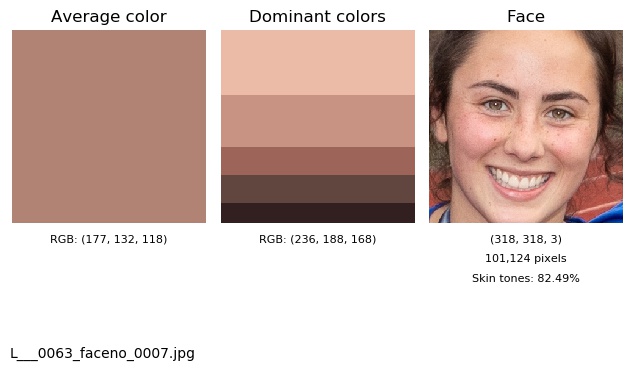 Average color
Dominant colors
Face
RGB: (177, 132, 118)
RGB: (236, 188, 168)
(318, 318, 3)
101,124 pixels
Skin tones: 82.49%
L___0063_faceno_0007.jpg